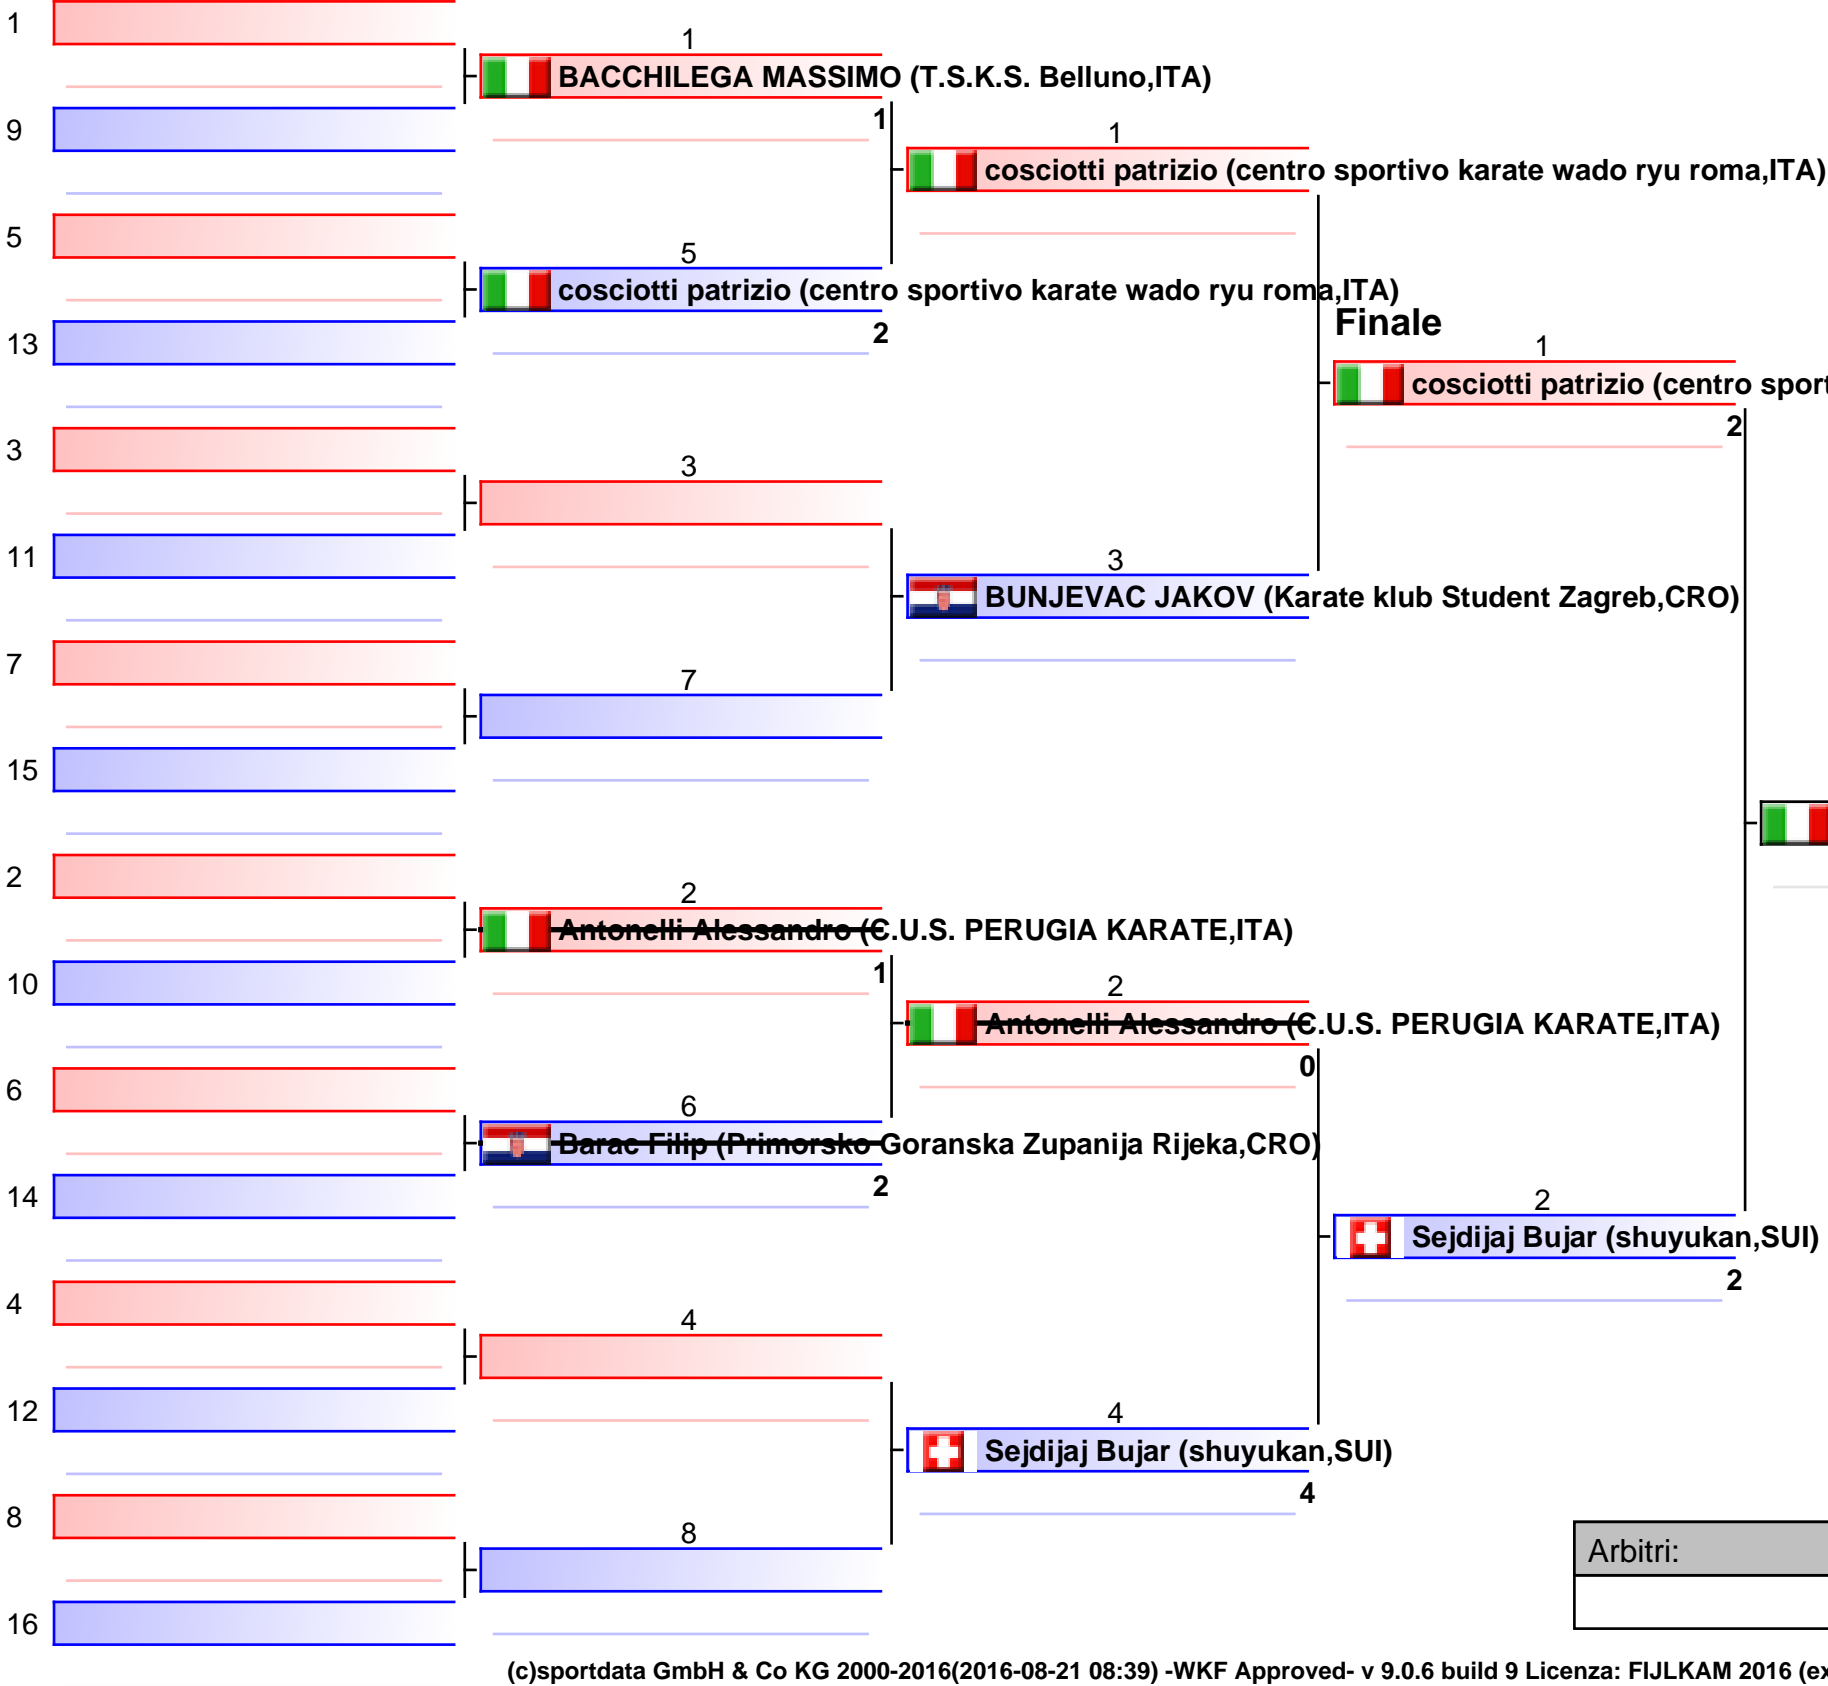 1
9
5
13
3
11
7
15
2
10
6
14
4
12
8
16
1
BACCHILEGA MASSIMO (T.S.K.S. Belluno,ITA)
1
5
cosciotti patrizio (centro sportivo karate wado ryu roma,ITA)
2
3
7
2
Antonelli Alessandro (C.U.S. PERUGIA KARATE,ITA)
1
6
Barac Filip (Primorsko Goranska Zupanija Rijeka,CRO)
2
4
8
1
cosciotti patrizio (centro sportivo karate wado ryu roma,ITA)
3
BUNJEVAC JAKOV (Karate klub Student Zagreb,CRO)
2
Antonelli Alessandro (C.U.S. PERUGIA KARATE,ITA)
0
4
Sejdijaj Bujar (shuyukan,SUI)
4
Finale
1
cosciotti patrizio (centro sport
2
2
Sejdijaj Bujar (shuyukan,SUI)
2
Arbitri:
(c)sportdata GmbH & Co KG 2000-2016(2016-08-21 08:39) -WKF Approved- v 9.0.6 build 9 Licenza: FIJLKAM 2016 (ex